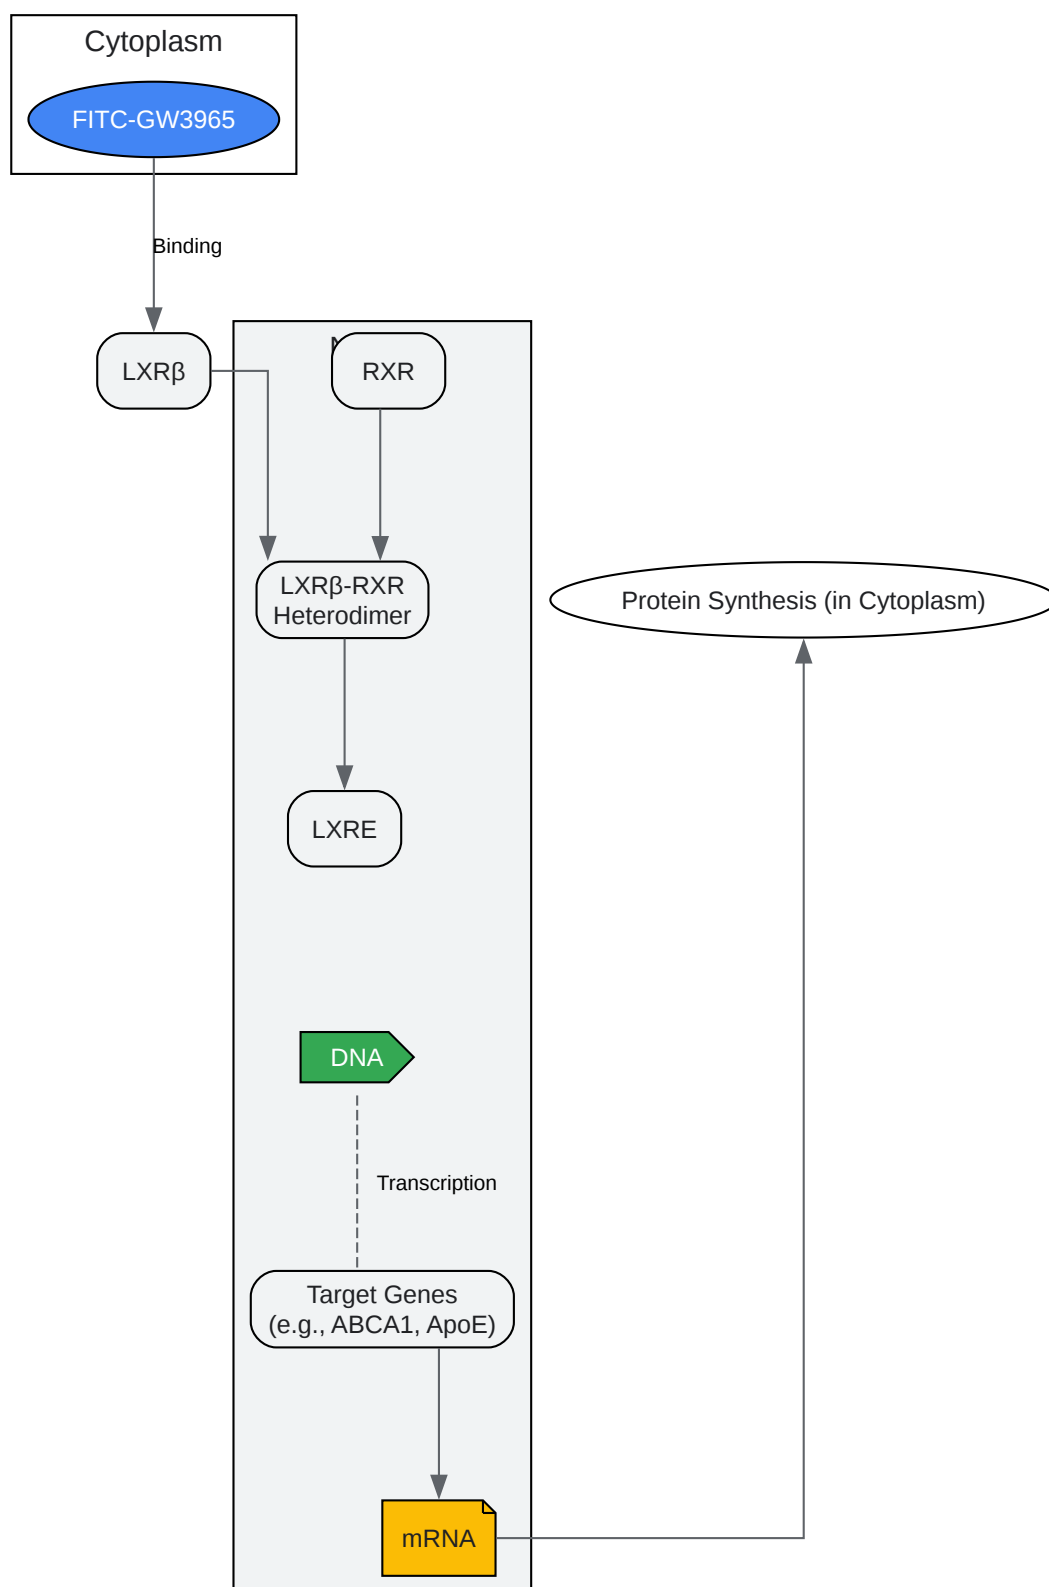 Cytoplasm
FITC-GW3965
Binding
LXRβ
RXR
LXRβ-RXR
Heterodimer
Protein Synthesis (in Cytoplasm)
LXRE
DNA
Transcription
Target Genes
(e.g., ABCA1, ApoE)
mRNA